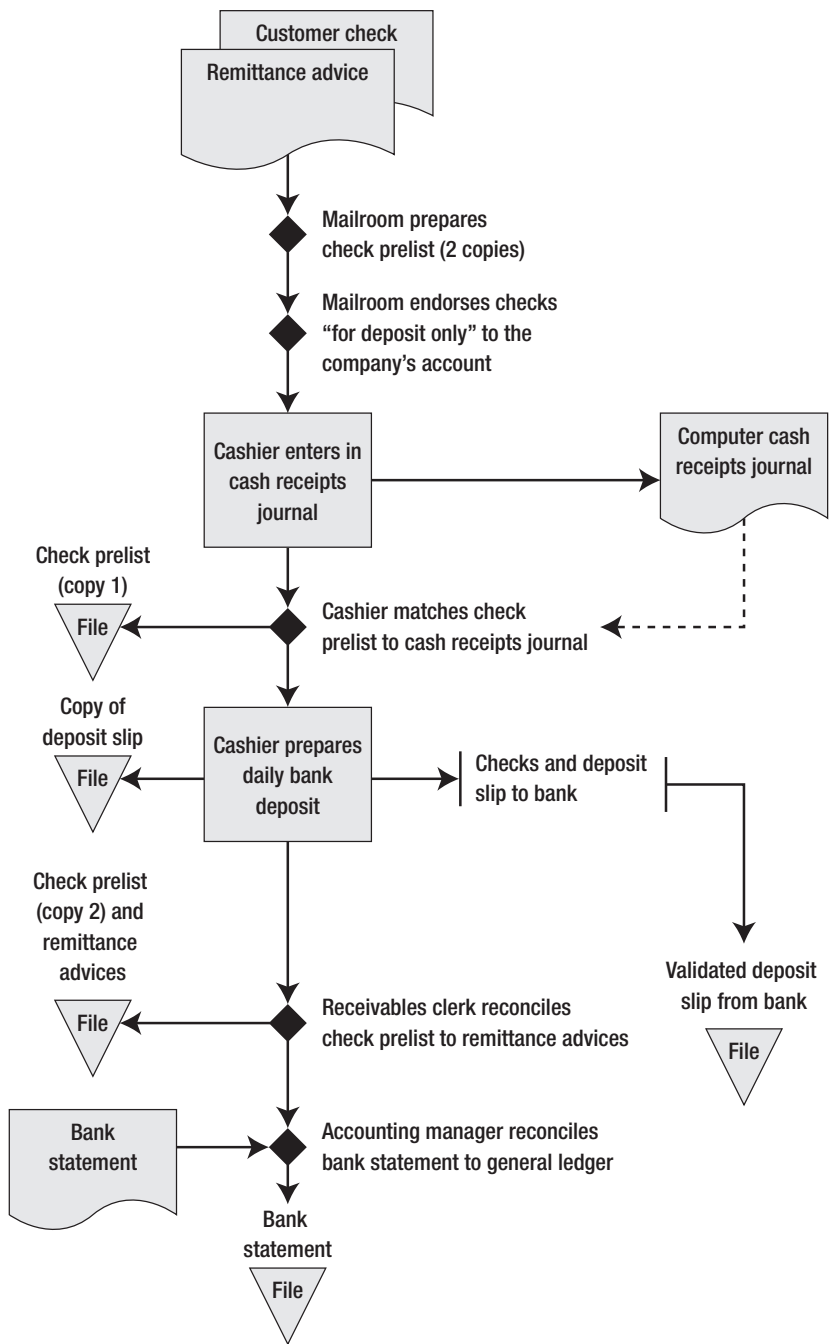 Customer check
Remittance advice
Mailroom prepares
check prelist (2 copies)
Mailroom endorses checks
“for deposit only” to the
company’s account
Cashier enters in
cash receipts
journal
Computer cash
receipts journal
Check prelist
(copy 1)
File
Cashier matches check
prelist to cash receipts journal
Copy of
deposit slip
File
Cashier prepares
daily bank
deposit
Checks and deposit
slip to bank
Check prelist
(copy 2) and
remittance
advices
File
Receivables clerk reconciles
check prelist to remittance advices
Validated deposit
slip from bank
File
Bank
statement
Accounting manager reconciles
bank statement to general ledger
Bank
statement
File